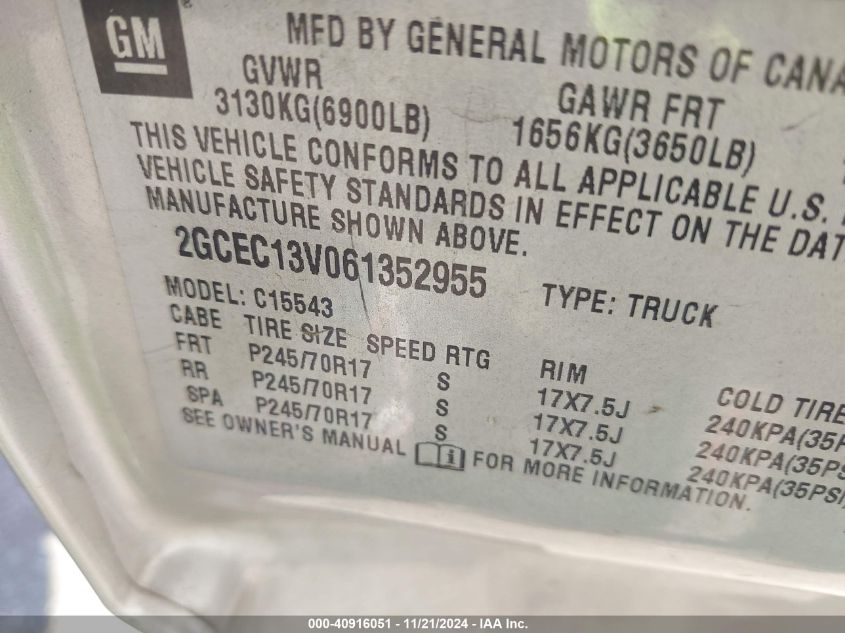 GM ®
MFD BY GENERAL MOTORS OF CANA
GVWR GAWR FRT
3130KG(6900LB) 1656KG(3650LB)
THIS VEHICLE CONFORMS TO ALL APPLICABLE U.S.
VEHICLE SAFETY STANDARDS IN EFFECT ON THE DAT
MANUFACTURE SHOWN ABOVE.
2GCEC13V061352955 TYPE: TRUCK
MODEL: C15543
CABE TIRE SIZE SPEED RTG RIM COLD TIRE
FRT P245/70R17 S 17X7.5J 240KPA(35P
RR P245/70R17 S 17X7.5J 240KPA(35PS
SPA P245/70R17 S 17X7.5J 240KPA(35PSI
SEE OWNER'S MANUAL i FOR MORE INFORMATION.
000-40916051 - 11/21/2024 - IAA Inc.